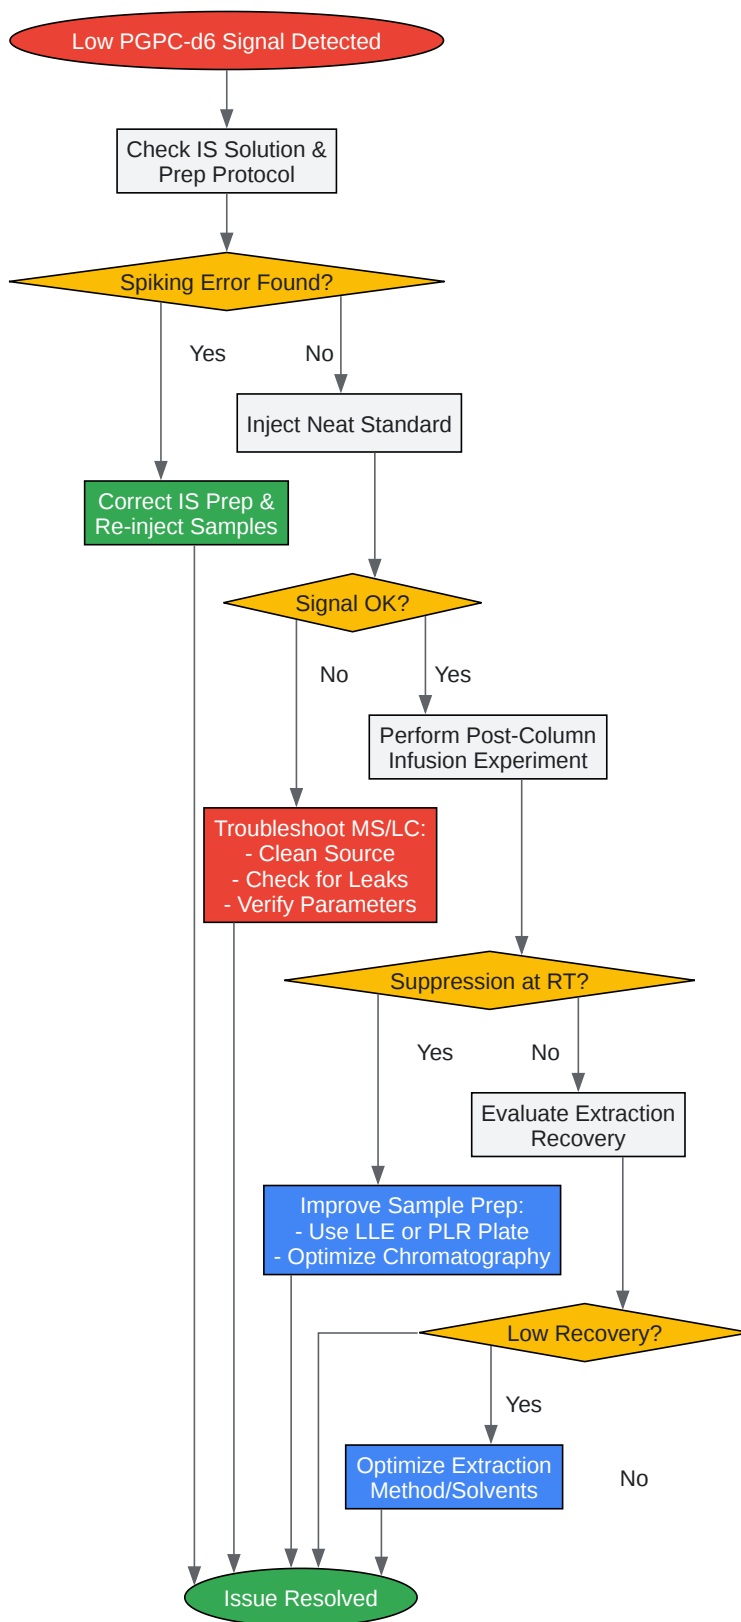 Low PGPC-d6 Signal Detected
Check IS Solution &
Prep Protocol
Spiking Error Found?
Yes
No
Inject Neat Standard
Correct IS Prep &
Re-inject Samples
Signal OK?
No
Yes
Perform Post-Column
Infusion Experiment
Troubleshoot MS/LC:
- Clean Source
- Check for Leaks
- Verify Parameters
Suppression at RT?
Yes
No
Evaluate Extraction
Recovery
Improve Sample Prep:
- Use LLE or PLR Plate
- Optimize Chromatography
Low Recovery?
Yes
Optimize Extraction
Method/Solvents
No
Issue Resolved